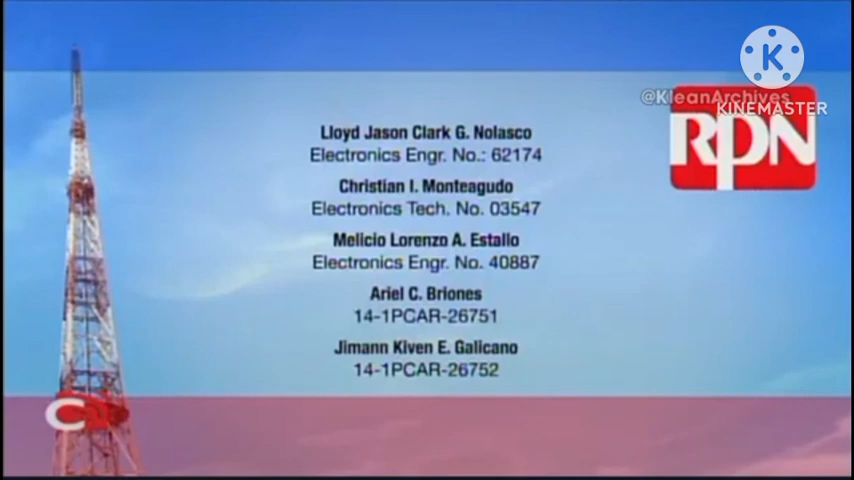 @KleanArchives
KINEMASTER
RPN
Lloyd Jason Clark G. Nolasco
Electronics Engr. No.: 62174
Christian I. Monteagudo
Electronics Tech. No. 03547
Melicio Lorenzo A. Estallo
Electronics Engr. No. 40887
Ariel C. Briones
14-1PCAR-26751
Jimann Kiven E. Galicano
14-1PCAR-26752